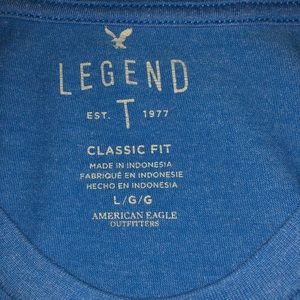 LEGEND
EST. T 1977
CLASSIC FIT
MADE IN INDONESIA
FABRIQUÉ EN INDONÉSIE
HECHO EN INDONESIA
L/G/G
AMERICAN EAGLE
OUTFITTERS